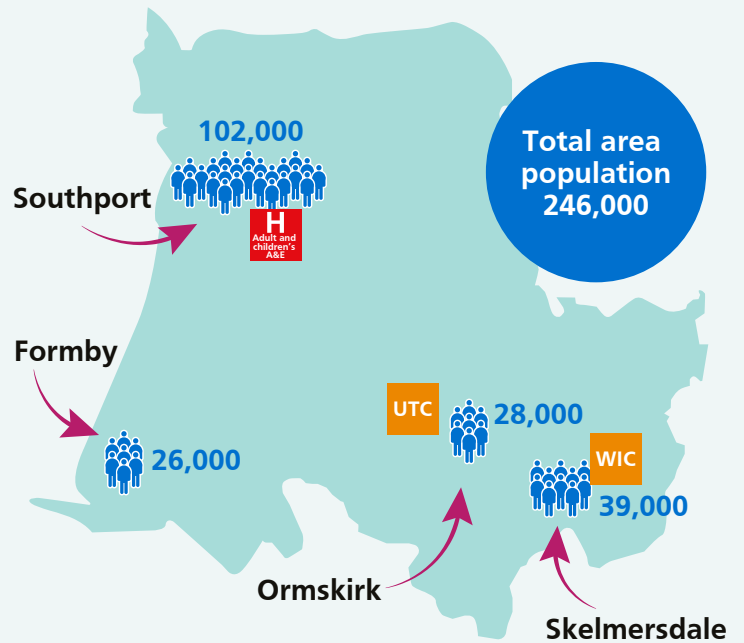 102,000
Total area
population
246,000
Southport
H
Adult and
children's
A&E
Formby
UTC
28,000
26,000
WIC
39,000
Ormskirk
Skelmersdale